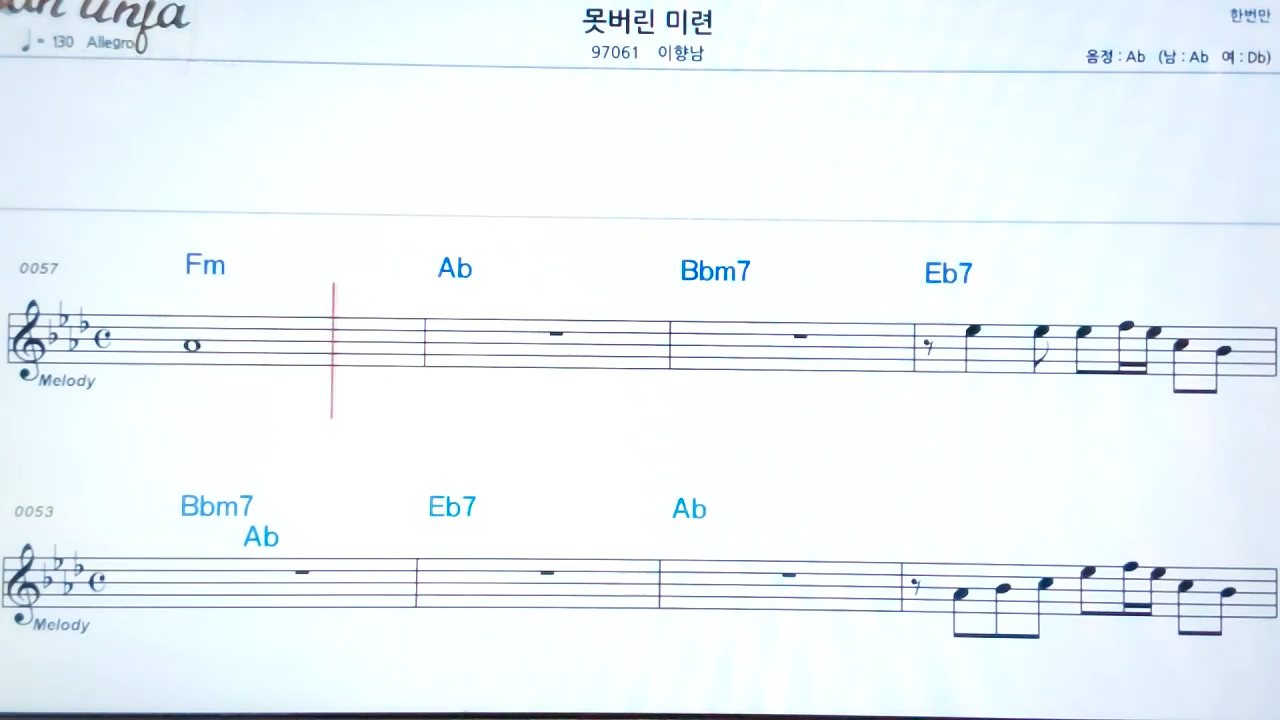 못버린 미련
한번만
♩ = 130 Allegro
97061 이향남
음정 : Ab (남 : Ab 여 : Db)
0057 Fm Ab Bbm7 Eb7
Melody
0053 Bbm7 Eb7 Ab
Ab
Melody